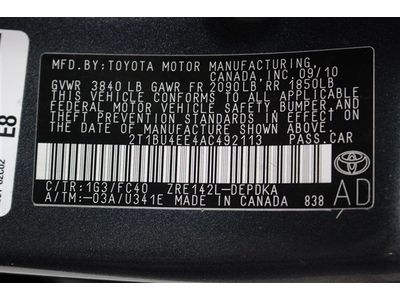 MFD.BY: TOYOTA MOTOR MANUFACTURING,
CANADA, INC. 09/10
GVWR 3840 LB GAWR FR 2090LB RR 1850LB
THIS VEHICLE CONFORMS TO ALL APPLICABLE
FEDERAL MOTOR VEHICLE SAFETY, BUMPER, AND
THEFT PREVENTION STANDARDS IN EFFECT ON
THE DATE OF MANUFACTURE SHOWN ABOVE.
2T1BU4EE4AC492113 PASS.CAR
C/TR: 1G3/FC40 ZRE142L-DEPDKA
A/TM: -03A/U341E MADE IN CANADA 838
AD
E8